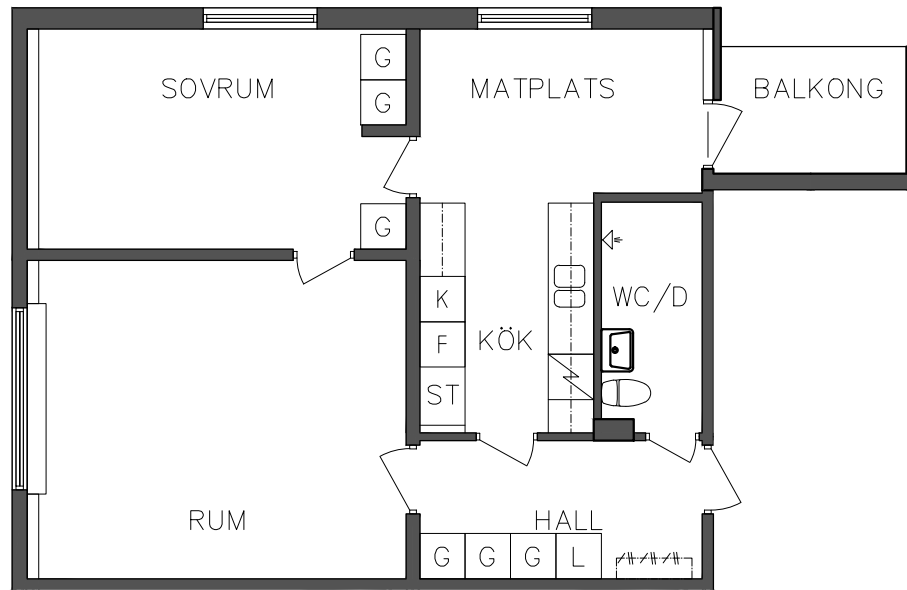 G
SOVRUM MATPLATS BALKONG
G
G
K WC/D
F KÖK
ST
RUM HALL
G G G L